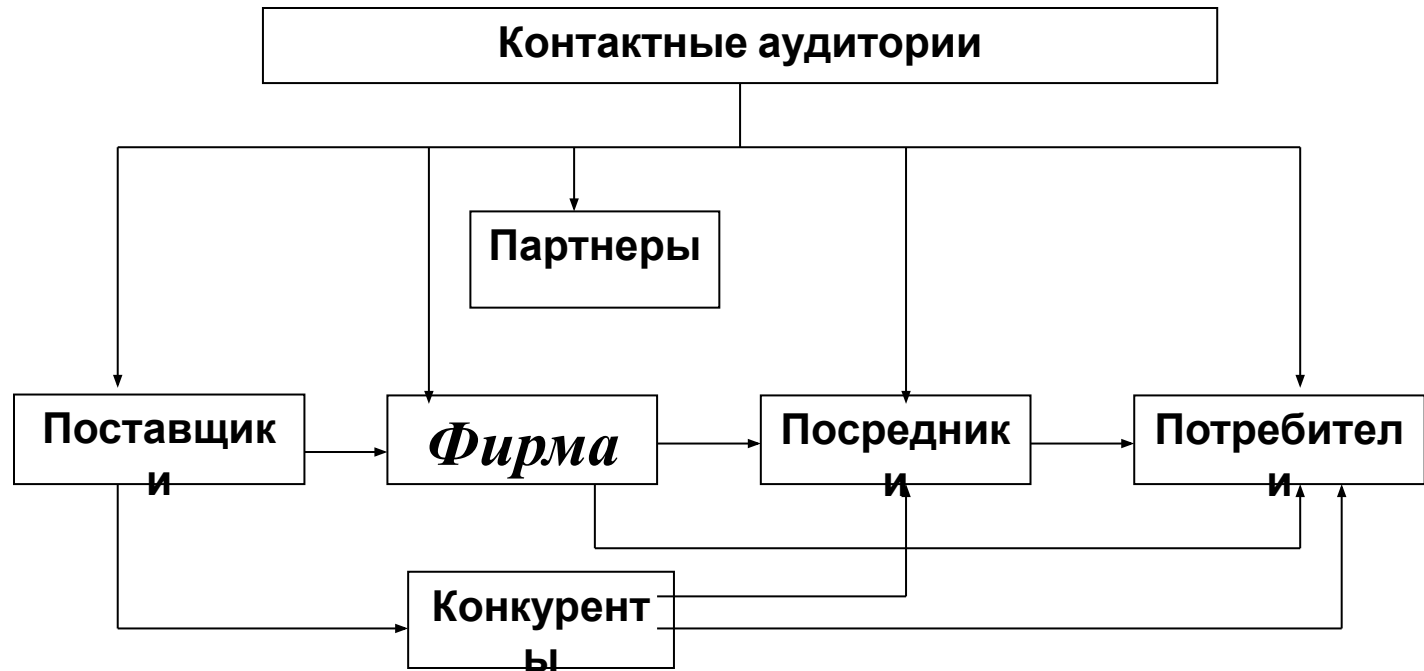 Контактные аудитории
Партнеры
Поставщик
и
Фирма
Посредник
и
Потребител
и
Конкурент
ы